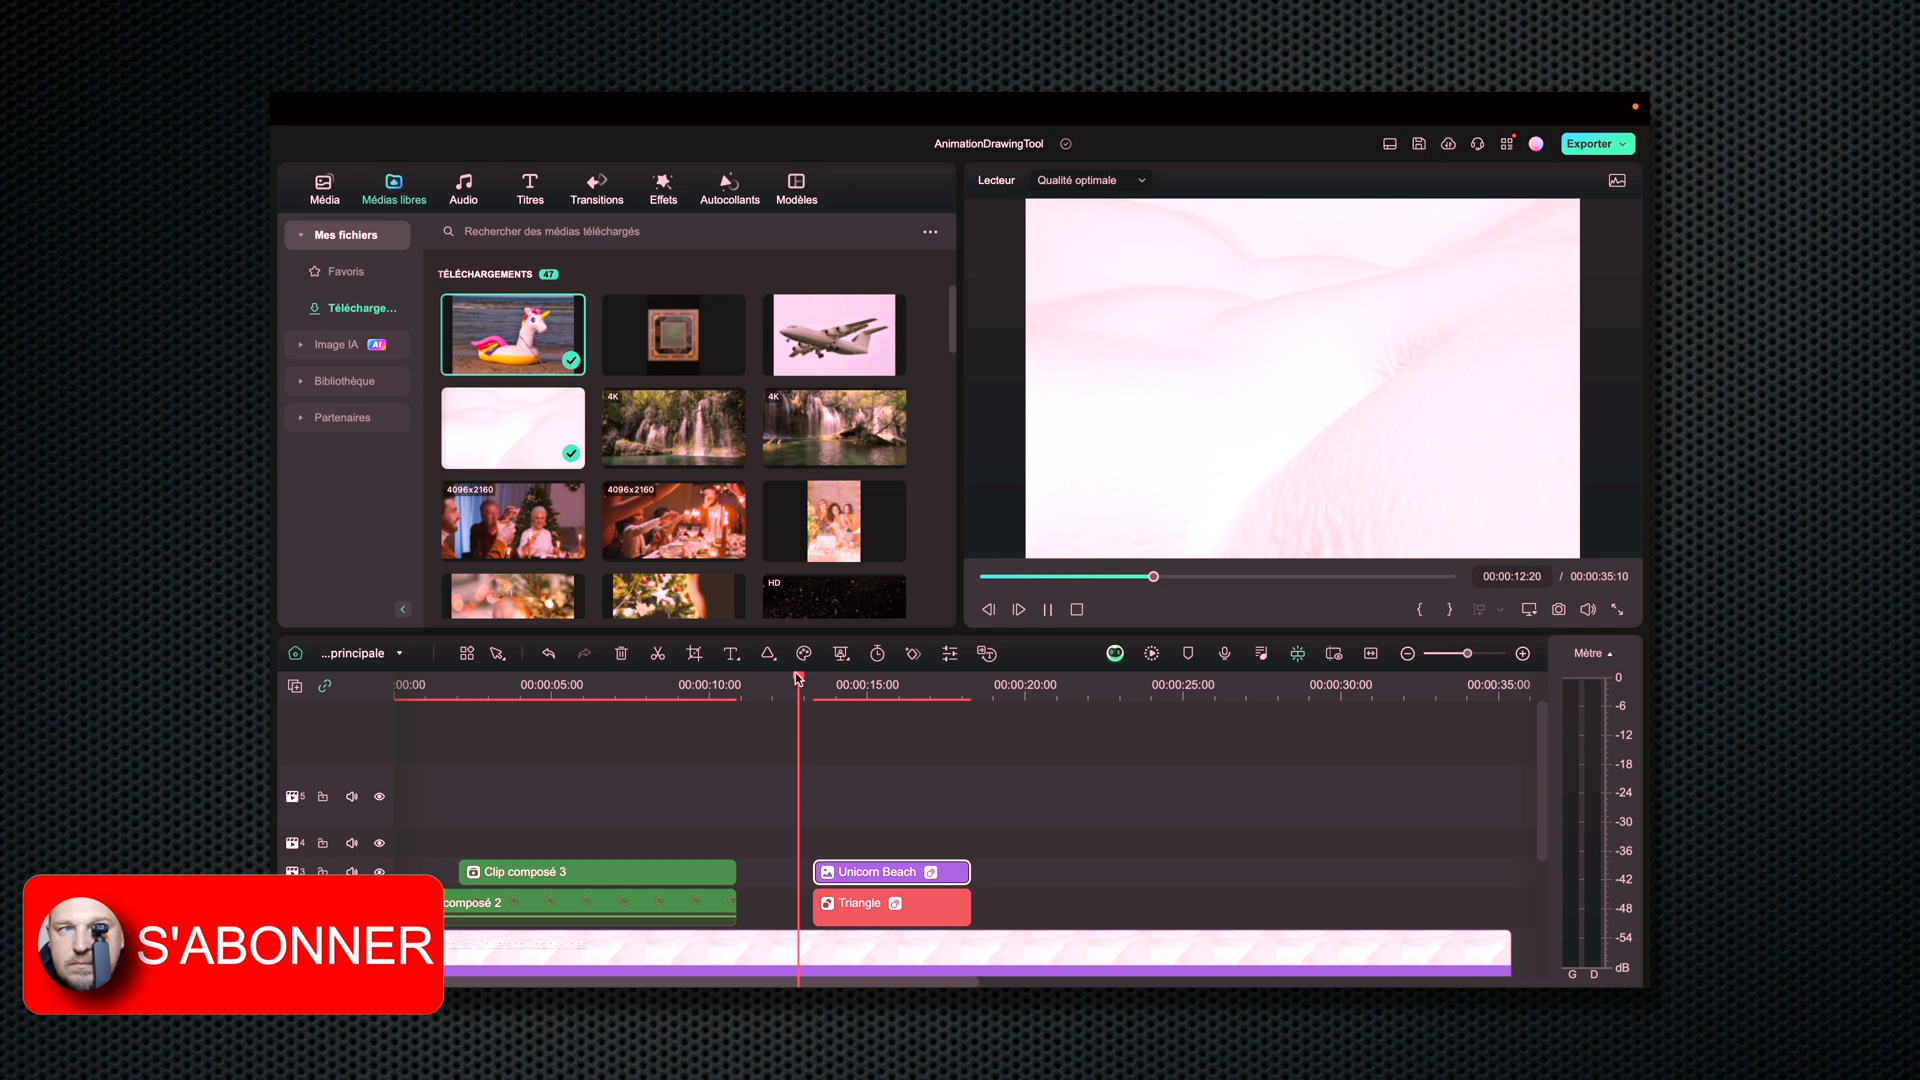 AnimationDrawingTool
Exporter
Média
Médias libres
Audio
Titres
Transitions
Effets
Autocollants
Modèles
Lecteur
Qualité optimale
Mes fichiers
Rechercher des médias téléchargés
Favoris
TÉLÉCHARGEMENTS 47
Télécharge...
Image IA AI
Bibliothèque
Partenaires
4K
4K
4096x2160
4096x2160
HD
00:00:12:20 / 00:00:35:10
...principale
Mètre
:00:00
00:00:05:00
00:00:10:00
00:00:15:00
00:00:20:00
00:00:25:00
00:00:30:00
00:00:35:00
0
-6
-12
-18
-24
-30
-36
-42
-48
-54
dB
G D
5
4
3
Clip composé 3
Unicorn Beach
composé 2
Triangle
S'ABONNER